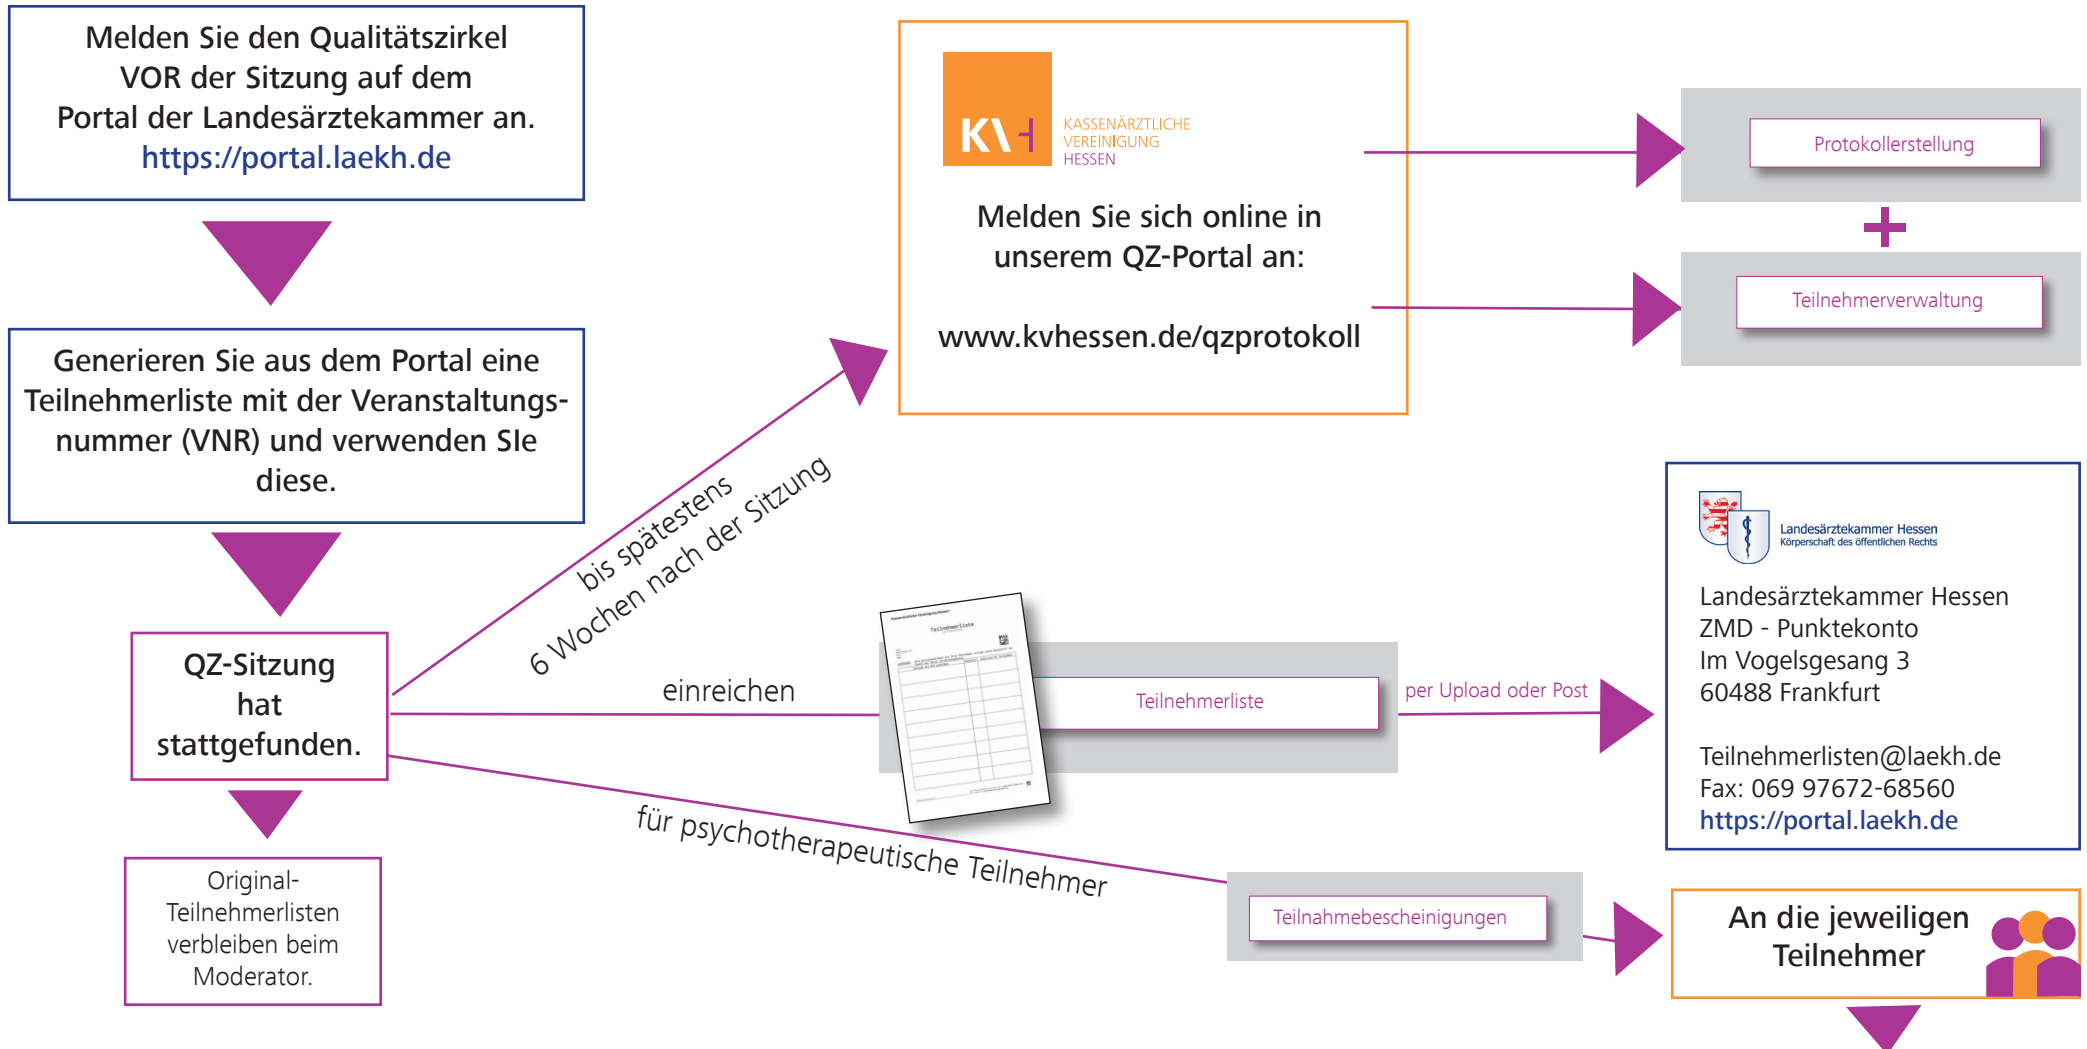 Melden Sie den Qualitätszirkel
VOR der Sitzung auf dem
Portal der Landesärztekammer an.
https://portal.laekh.de
Generieren Sie aus dem Portal eine
Teilnehmerliste mit der Veranstaltungs-
nummer (VNR) und verwenden SIe
diese.
QZ-Sitzung
hat
stattgefunden.
Original-
Teilnehmerlisten
verbleiben beim
Moderator.
bis spätestens
6 Wochen nach der Sitzung
KVH
KASSENÄRZTLICHE
VEREINIGUNG
HESSEN
Melden Sie sich online in
unserem QZ-Portal an:
www.kvhessen.de/qzprotokoll
Protokollerstellung
+
Teilnehmerverwaltung
einreichen
Teilnehmerliste
Teilnehmerliste
per Upload oder Post
Landesärztekammer Hessen
Körperschaft des öffentlichen Rechts
Landesärztekammer Hessen
ZMD - Punktekonto
Im Vogelsgesang 3
60488 Frankfurt
Teilnehmerlisten@laekh.de
Fax: 069 97672-68560
https://portal.laekh.de
für psychotherapeutische Teilnehmer
Teilnahmebescheinigungen
An die jeweiligen
Teilnehmer